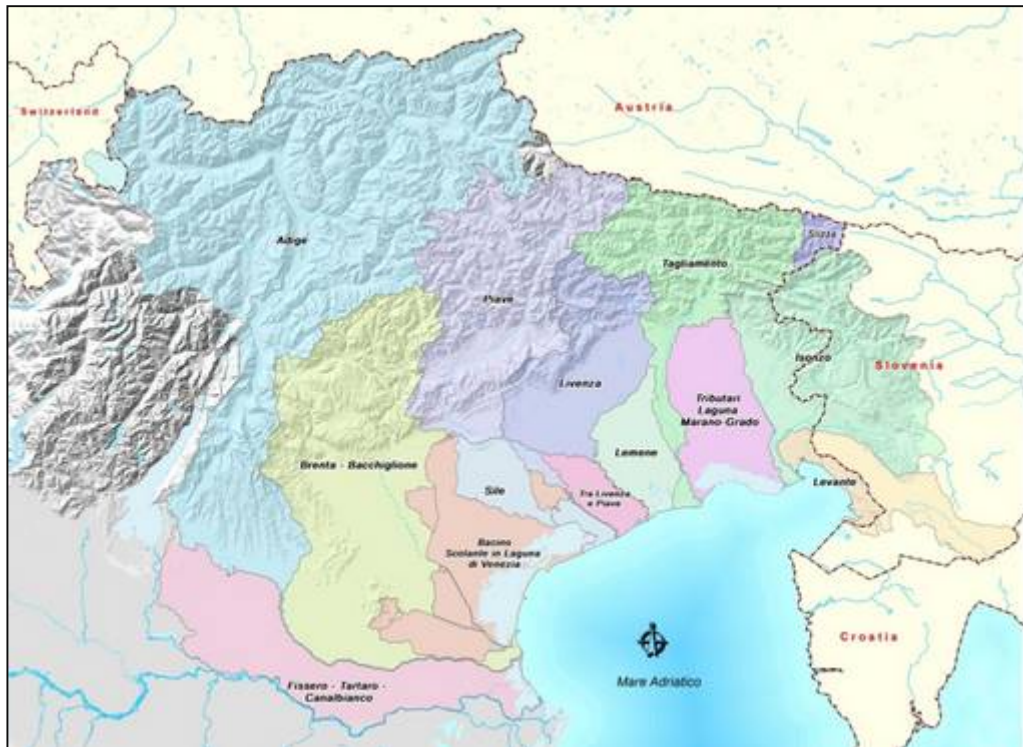 Switzerland
Austria
Adige
Slizza
Tagliamento
Piave
Isonzo
Slovenia
Livenza
Tributari
Laguna
Marano-Grado
Lemene
Brenta - Bacchiglione
Sile
Tra Livenza
e Piave
Levante
Bacino
Scolante in Laguna
di Venezia
Croatia
Fissero - Tartaro -
Canalbianco
Mare Adriatico